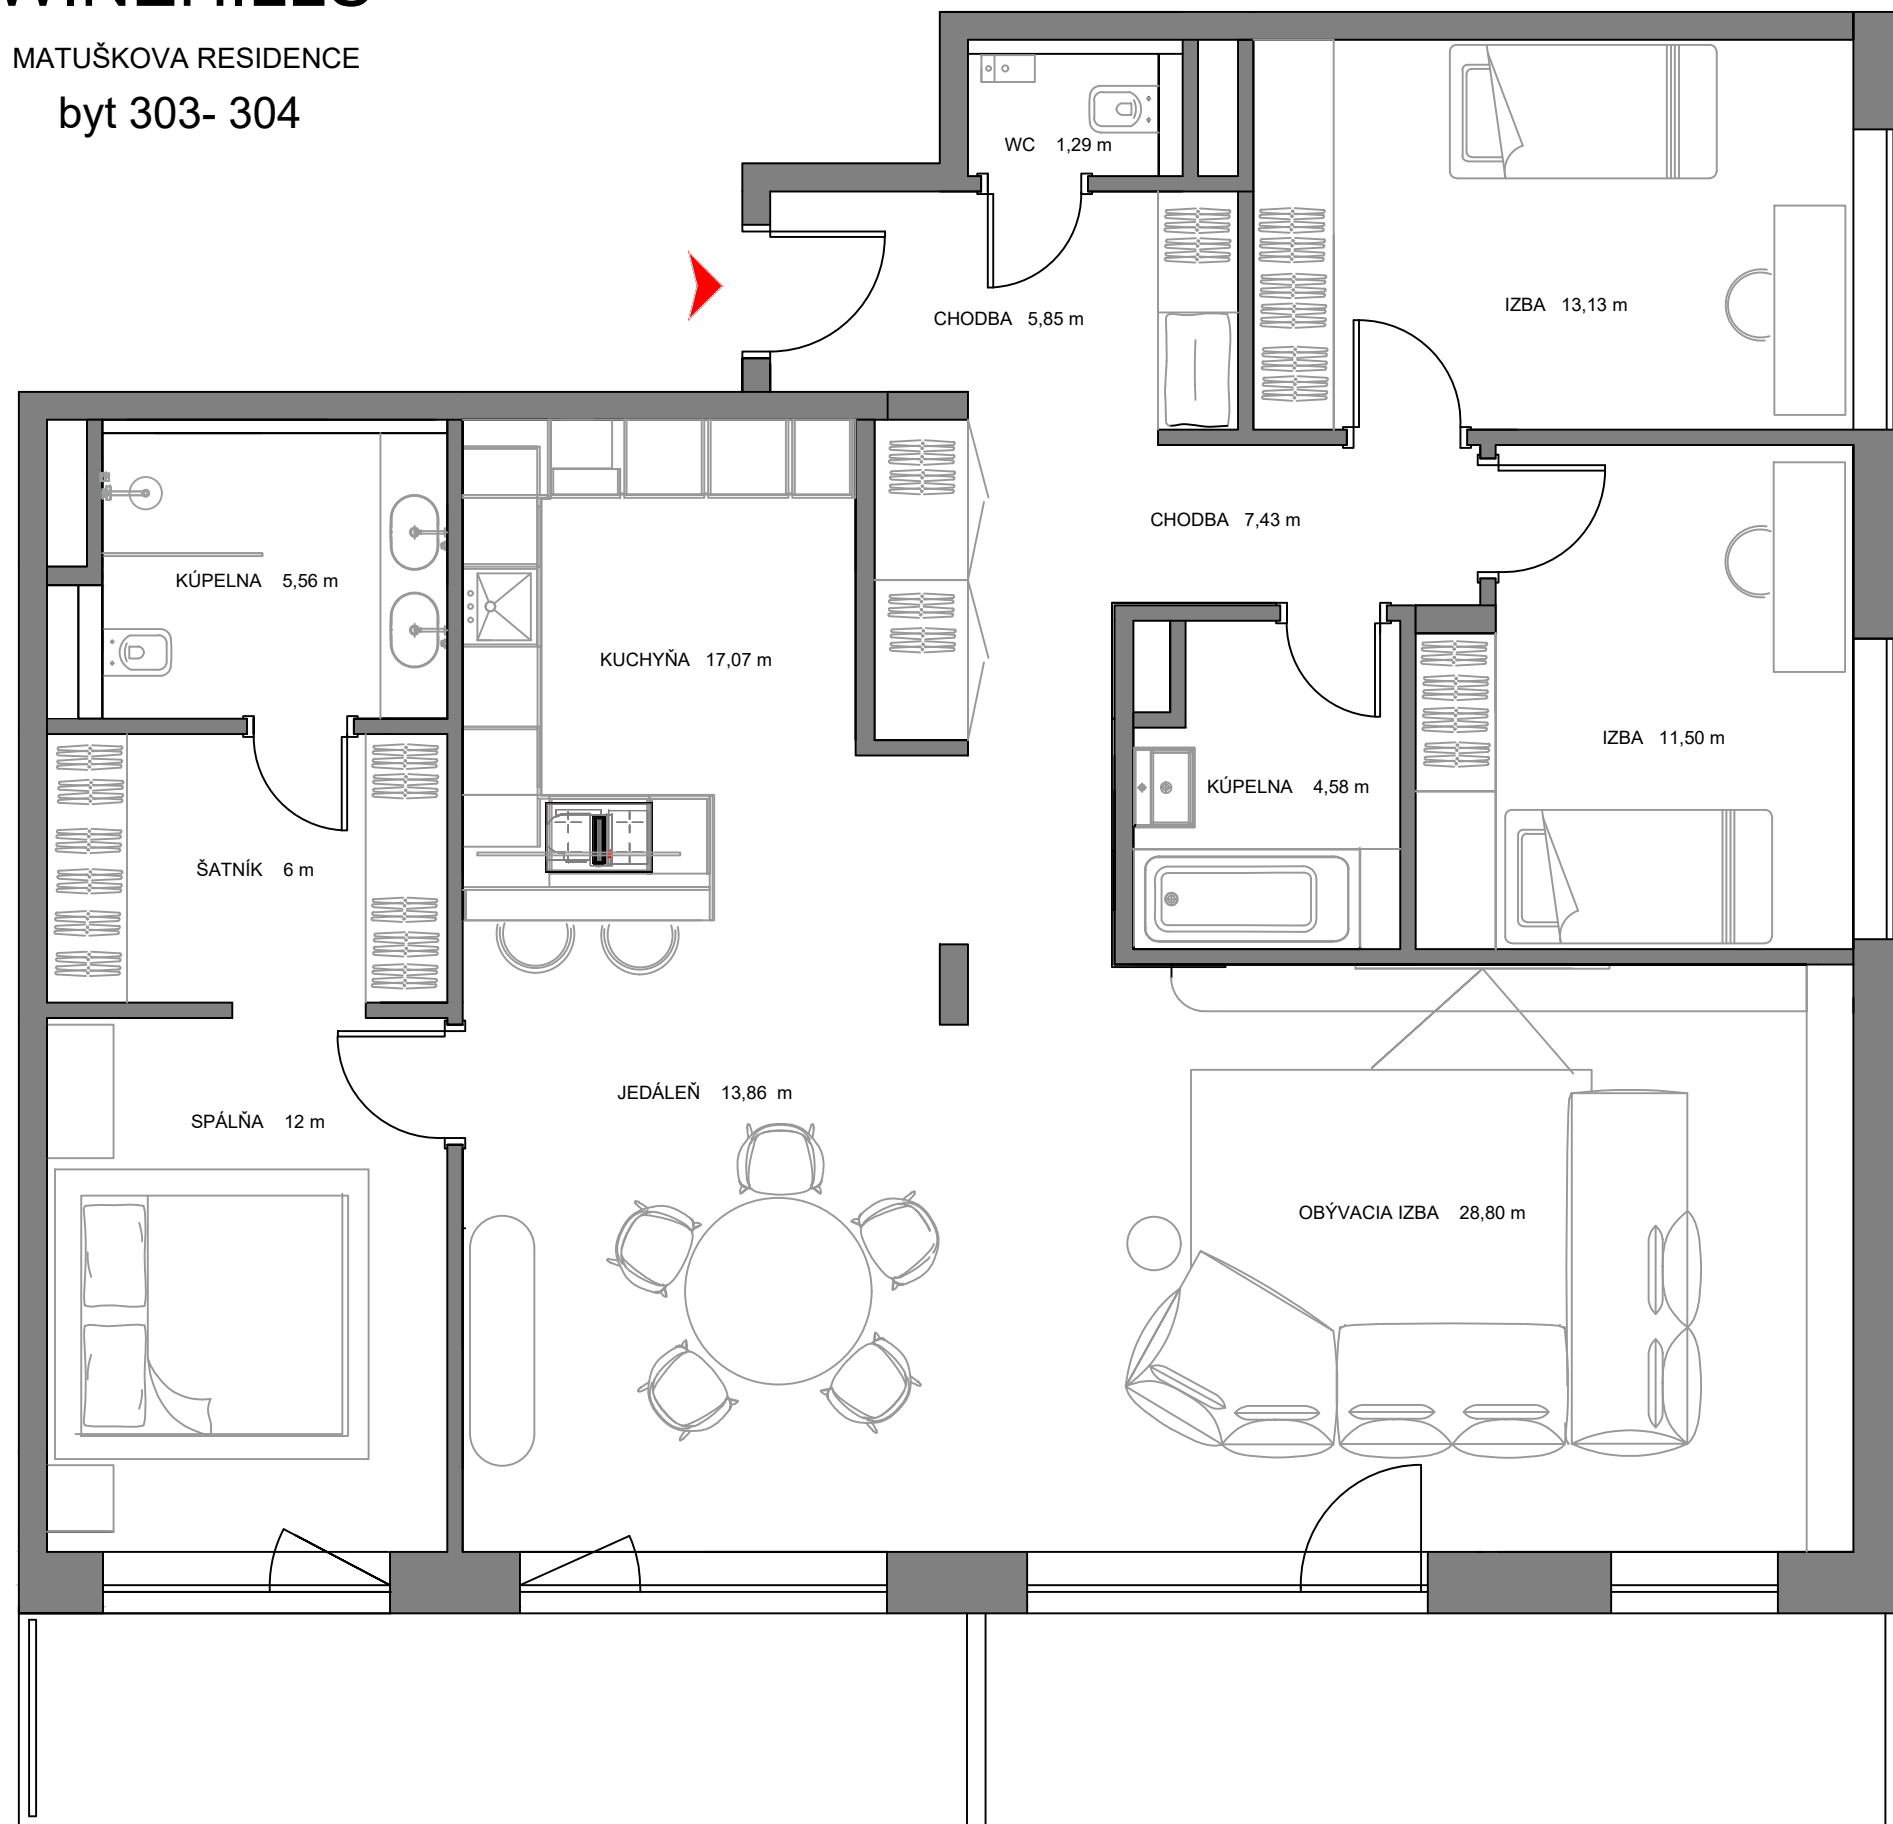 MATUŠKOVA RESIDENCE
byt 303- 304
WC 1,29 m
CHODBA 5,85 m
IZBA 13,13 m
CHODBA 7,43 m
KÚPELNA 5,56 m
KUCHYŇA 17,07 m
IZBA 11,50 m
KÚPELNA 4,58 m
ŠATNÍK 6 m
JEDÁLEŇ 13,86 m
SPÁLŇA 12 m
OBÝVACIA IZBA 28,80 m